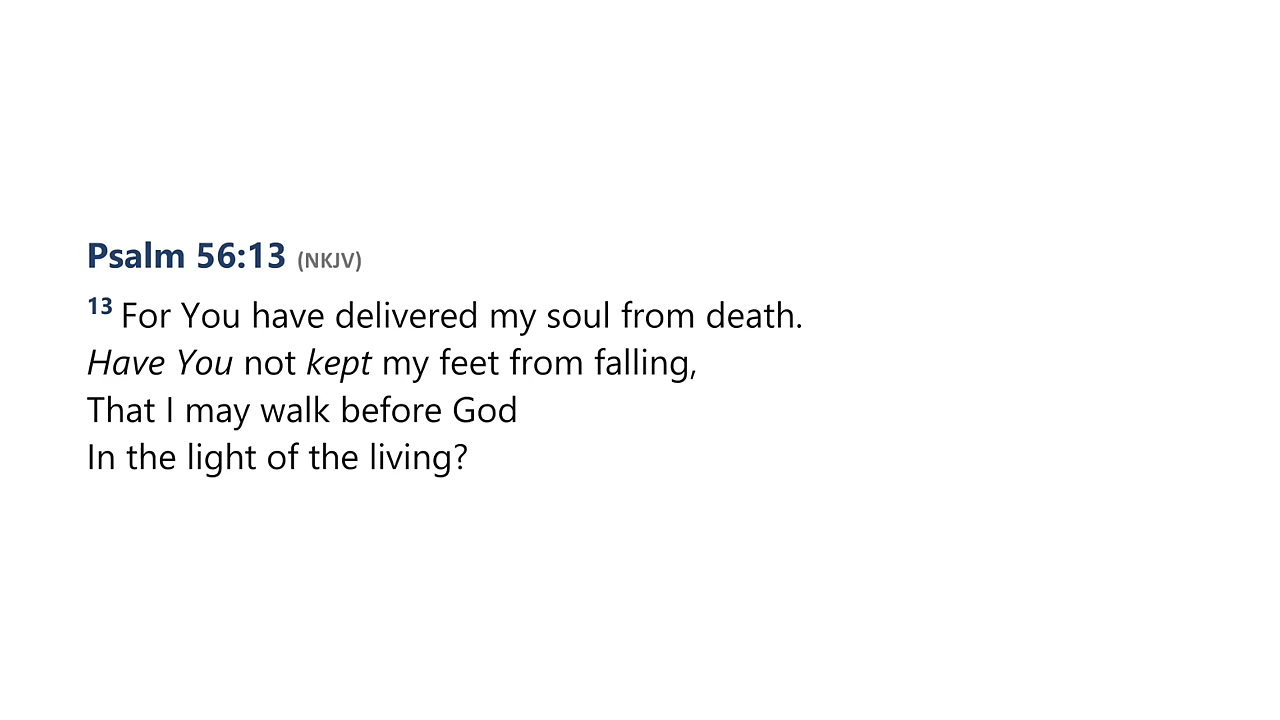 Psalm 56:13 (NKJV)
13 For You have delivered my soul from death.
Have You not kept my feet from falling,
That I may walk before God
In the light of the living?